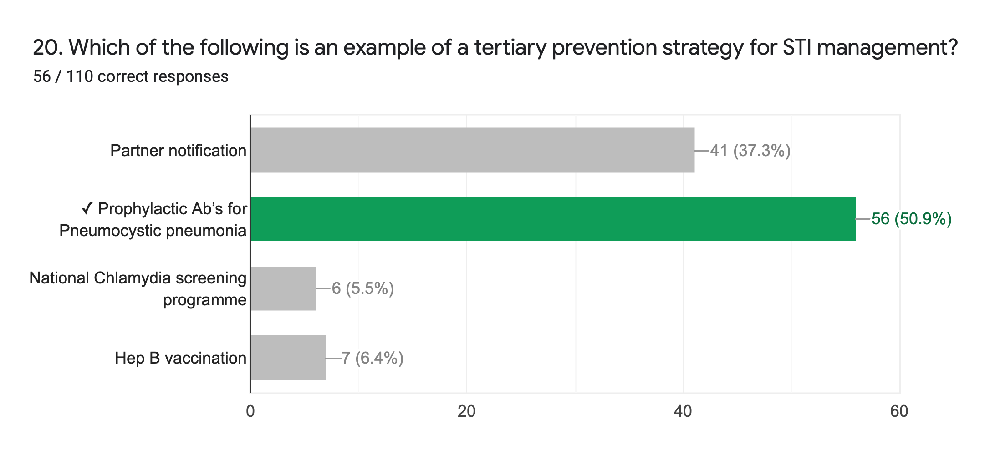 20. Which of the following is an example of a tertiary prevention strategy for STI management?
56 / 110 correct responses
Partner notification
41 (37.3%)
✓ Prophylactic Ab’s for
Pneumocystic pneumonia
56 (50.9%)
National Chlamydia screening
programme
6 (5.5%)
Hep B vaccination
7 (6.4%)
0 20 40 60